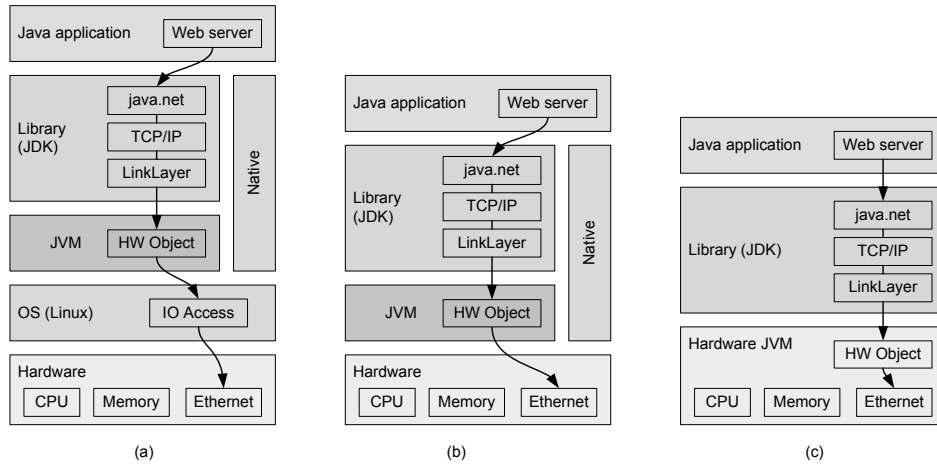 Java application
Web server
Library
(JDK)
java.net
TCP/IP
LinkLayer
Native
JVM
HW Object
OS (Linux)
IO Access
Hardware
CPU
Memory
Ethernet
(a)
Java application
Web server
Library
(JDK)
java.net
TCP/IP
LinkLayer
Native
JVM
HW Object
Hardware
CPU
Memory
Ethernet
(b)
Java application
Web server
Library (JDK)
java.net
TCP/IP
LinkLayer
Hardware JVM
HW Object
CPU
Memory
Ethernet
(c)